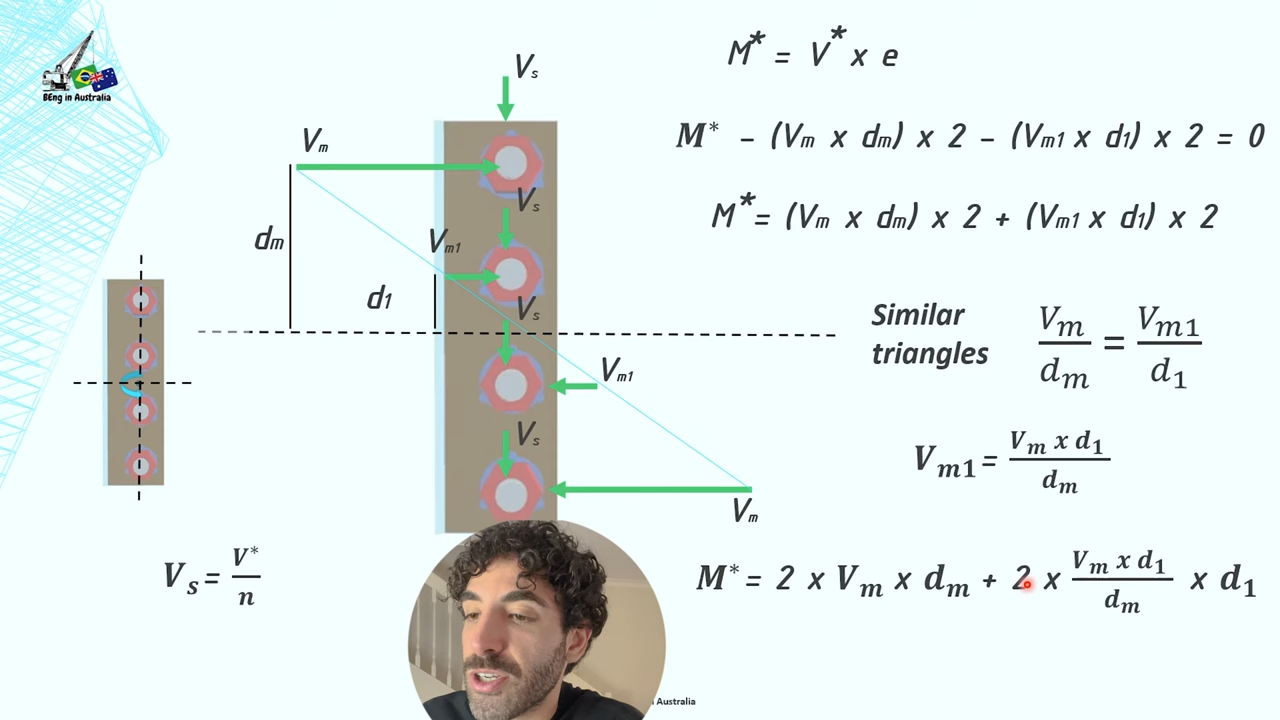 BEng in Australia
M* = V* x e
M* – (Vm x dm) x 2 – (Vm1 x d1) x 2 = 0
M* = (Vm x dm) x 2 + (Vm1 x d1) x 2
Vs
Vm
Vs
dm
Vm1
d1
Vs
Vm1
Vs
Vm
Similar
triangles
Vm/dm = Vm1/d1
Vm1 = Vm x d1/dm
Vs = V*/n
M* = 2 x Vm x dm + 2 x Vm x d1/dm x d1
Australia